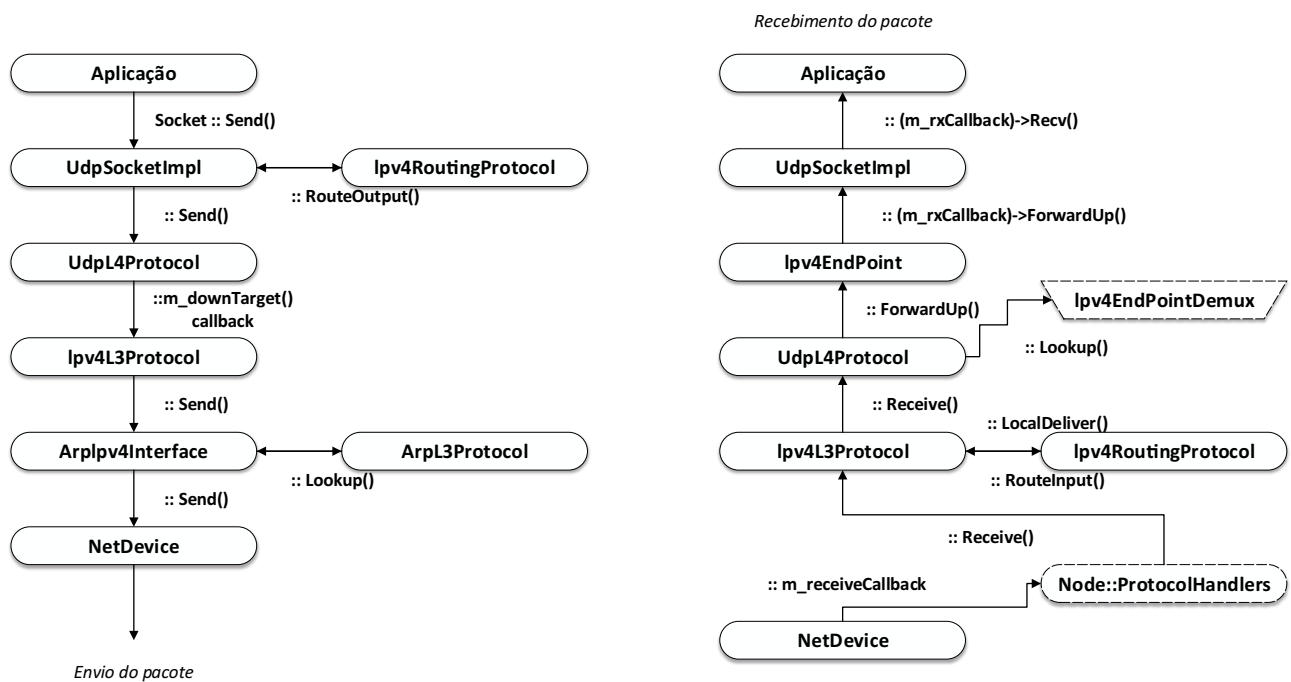 Aplicação
Socket :: Send()
UdpSocketImpl
Ipv4RoutingProtocol
:: RouteOutput()
:: Send()
UdpL4Protocol
::m_downTarget()
callback
Ipv4L3Protocol
:: Send()
ArpIpv4Interface
ArpL3Protocol
:: Lookup()
:: Send()
NetDevice
Envio do pacote
Recebimento do pacote
Aplicação
:: (m_rxCallback)->Recv()
UdpSocketImpl
:: (m_rxCallback)->ForwardUp()
Ipv4EndPoint
Ipv4EndPointDemux
:: ForwardUp()
:: Lookup()
UdpL4Protocol
:: Receive()
:: LocalDeliver()
Ipv4L3Protocol
Ipv4RoutingProtocol
:: RouteInput()
:: Receive()
:: m_receiveCallback
Node::ProtocolHandlers
NetDevice